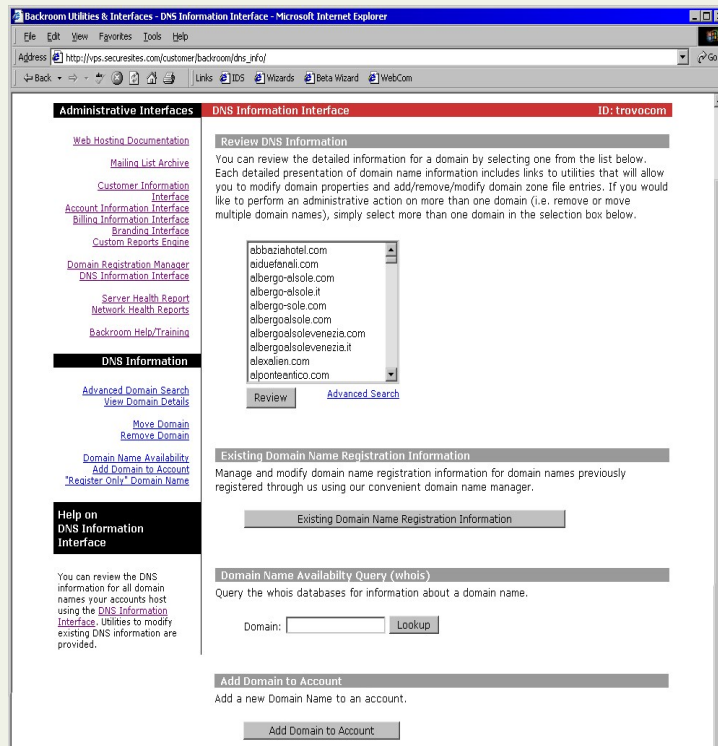 Backroom Utilities & Interfaces - DNS Information Interface - Microsoft Internet Explorer
File Edit View Favorites Tools Help
Address http://vps.securesites.com/customer/backroom/dns_info/ Go
Back Links IDS Wizards Beta Wizard WebCom
Administrative Interfaces
Web Hosting Documentation
Mailing List Archive
Customer Information
Interface
Account Information Interface
Billing Information Interface
Branding Interface
Custom Reports Engine
Domain Registration Manager
DNS Information Interface
Server Health Report
Network Health Reports
Backroom Help/Training
DNS Information
Advanced Domain Search
View Domain Details
Move Domain
Remove Domain
Domain Name Availability
Add Domain to Account
"Register Only" Domain Name
Help on
DNS Information
Interface
You can review the DNS
information for all domain
names your accounts host
using the DNS Information
Interface. Utilities to modify
existing DNS information are
provided.
DNS Information Interface ID: trovocom
Review DNS Information
You can review the detailed information for a domain by selecting one from the list below.
Each detailed presentation of domain name information includes links to utilities that will allow
you to modify domain properties and add/remove/modify domain zone file entries. If you would
like to perform an administrative action on more than one domain (i.e. remove or move
multiple domain names), simply select more than one domain in the selection box below.
abbaziahotel.com
aiduefanali.com
albergo-alsole.com
albergo-alsole.it
albergo-sole.com
albergoalsole.com
albergoalsolevenezia.com
albergoalsolevenezia.it
alexalien.com
alponteantico.com
Review Advanced Search
Existing Domain Name Registration Information
Manage and modify domain name registration information for domain names previously
registered through us using our convenient domain name manager.
Existing Domain Name Registration Information
Domain Name Availabilty Query (whois)
Query the whois databases for information about a domain name.
Domain: Lookup
Add Domain to Account
Add a new Domain Name to an account.
Add Domain to Account